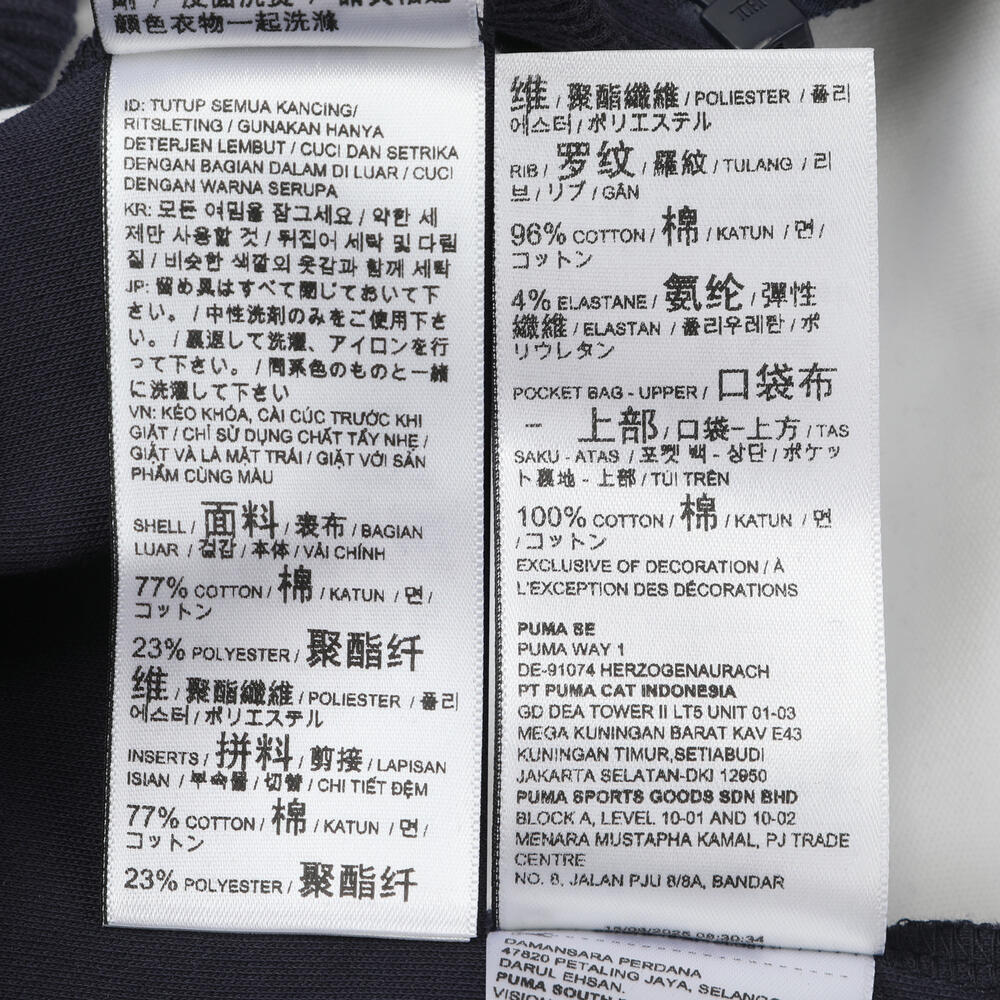 顏色衣物一起洗滌
ID: TUTUP SEMUA KANCING/
RITSLETING / GUNAKAN HANYA
DETERJEN LEMBUT / CUCI DAN SETRIKA
DENGAN BAGIAN DALAM DI LUAR / CUCI
DENGAN WARNA SERUPA
KR: 모든 여밈을 잠그세요 / 약한 세
제만 사용할 것 / 뒤집어 세탁 및 다림
질 / 비슷한 색깔의 옷감과 함께 세탁
JP: 留め具はすべて閉じておいて下
さい。 / 中性洗剤のみをご使用下さ
い。 / 裏返して洗濯、アイロンを行
って下さい。 / 同系色のものと一緒
に洗濯して下さい
VN: KÉO KHÓA, CÀI CÚC TRƯỚC KHI
GIẶT / CHỈ SỬ DỤNG CHẤT TẨY NHẸ /
GIẶT VÀ LÀ MẶT TRÁI / GIẶT VỚI SẢN
PHẨM CÙNG MÀU
SHELL / 面料 / 表布 / BAGIAN
LUAR / 겉감 / 本体 / VẢI CHÍNH
77% COTTON / 棉 / KATUN / 면 /
コットン
23% POLYESTER / 聚酯纤
维 / 聚酯纖維 / POLIESTER / 폴리
에스터 / ポリエステル
INSERTS / 拼料 / 剪接 / LAPISAN
ISIAN / 부속물 / 切替 / CHI TIẾT ĐỆM
77% COTTON / 棉 / KATUN / 면 /
コットン
23% POLYESTER / 聚酯纤
维 / 聚酯纖維 / POLIESTER / 폴리
에스터 / ポリエステル
RIB / 罗纹 / 羅紋 / TULANG / 리
브 / リブ / GÂN
96% COTTON / 棉 / KATUN / 면 /
コットン
4% ELASTANE / 氨纶 / 彈性
纖維 / ELASTAN / 폴리우레탄 / ポ
リウレタン
POCKET BAG - UPPER / 口袋布
- 上部 / 口袋-上方 / TAS
SAKU - ATAS / 포켓 백 - 상단 / ポケッ
ト裏地 - 上部 / TÚI TRÊN
100% COTTON / 棉 / KATUN / 면
/ コットン
EXCLUSIVE OF DECORATION / À
L'EXCEPTION DES DÉCORATIONS
PUMA SE
PUMA WAY 1
DE-91074 HERZOGENAURACH
PT PUMA CAT INDONESIA
GD DEA TOWER II LT5 UNIT 01-03
MEGA KUNINGAN BARAT KAV E43
KUNINGAN TIMUR,SETIABUDI
JAKARTA SELATAN-DKI 12950
PUMA SPORTS GOODS SDN BHD
BLOCK A, LEVEL 10-01 AND 10-02
MENARA MUSTAPHA KAMAL, PJ TRADE
CENTRE
NO. 8, JALAN PJU 8/8A, BANDAR
DAMANSARA PERDANA
47820 PETALING JAYA,
DARUL EHSAN.
PUMA